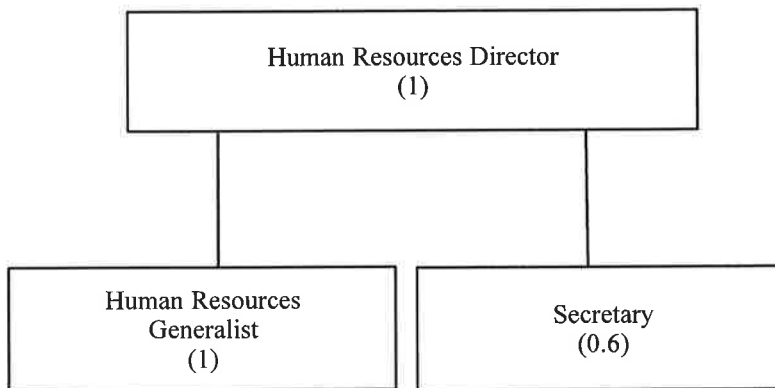 Human Resources Director
(1)
Human Resources
Generalist
(1)
Secretary
(0.6)